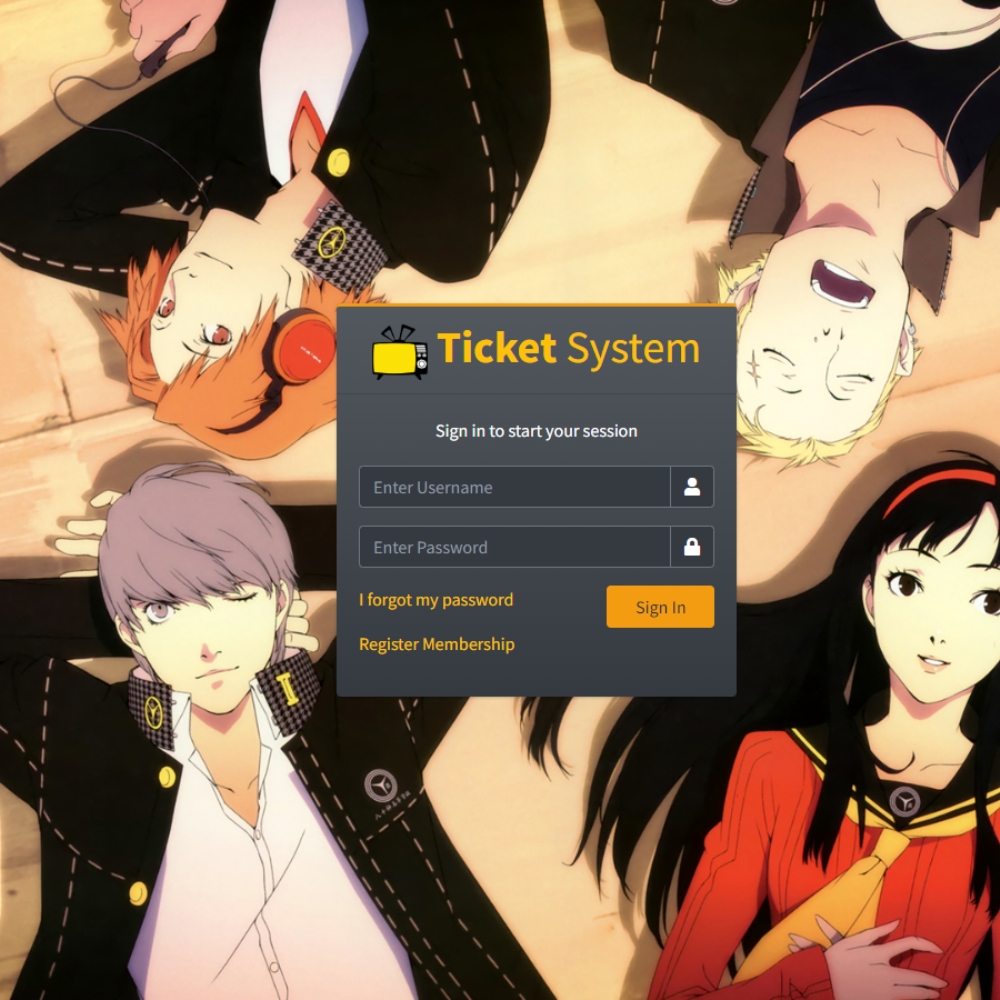 Ticket System
Sign in to start your session
Enter Username
Enter Password
I forgot my password
Sign In
Register Membership